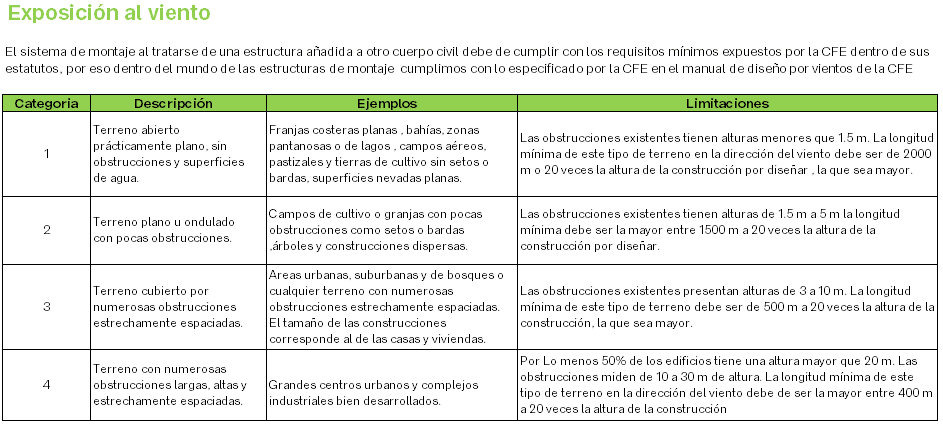 Exposición al viento
El sistema de montaje al tratarse de una estructura añadida a otro cuerpo civil debe de cumplir con los requisitos mínimos expuestos por la CFE dentro de sus
estatutos, por eso dentro del mundo de las estructuras de montaje cumplimos con lo especificado por la CFE en el manual de diseño por vientos de la CFE
Categoria Descripción Ejemplos Limitaciones
1
Terreno abierto
prácticamente plano, sin
obstrucciones y superficies
de agua.
Franjas costeras planas , bahías, zonas
pantanosas o de lagos , campos aéreos,
pastizales y tierras de cultivo sin setos o
bardas, superficies nevadas planas.
Las obstrucciones existentes tienen alturas menores que 1.5 m. La longitud
mínima de este tipo de terreno en la dirección del viento debe ser de 2000
m o 20 veces la altura de la construcción por diseñar , la que sea mayor.
2
Terreno plano u ondulado
con pocas obstrucciones.
Campos de cultivo o granjas con pocas
obstrucciones como setos o bardas
,árboles y construcciones dispersas.
Las obstrucciones existentes tienen alturas de 1.5 m a 5 m la longitud
mínima debe ser la mayor entre 1500 m a 20 veces la altura de la
construcción por diseñar.
3
Terreno cubierto por
numerosas obstrucciones
estrechamente espaciadas.
Areas urbanas, suburbanas y de bosques o
cualquier terreno con numerosas
obstrucciones estrechamente espaciadas.
El tamaño de las construcciones
corresponde al de las casas y viviendas.
Las obstrucciones existentes presentan alturas de 3 a 10 m. La longitud
mínima de este tipo de terreno debe ser de 500 m a 20 veces la altura de la
construcción, la que sea mayor.
4
Terreno con numerosas
obstrucciones largas, altas y
estrechamente espaciadas.
Grandes centros urbanos y complejos
industriales bien desarrollados.
Por Lo menos 50% de los edificios tiene una altura mayor que 20 m. Las
obstrucciones miden de 10 a 30 m de altura. La longitud mínima de este
tipo de terreno en la dirección del viento debe de ser la mayor entre 400 m
a 20 veces la altura de la construcción